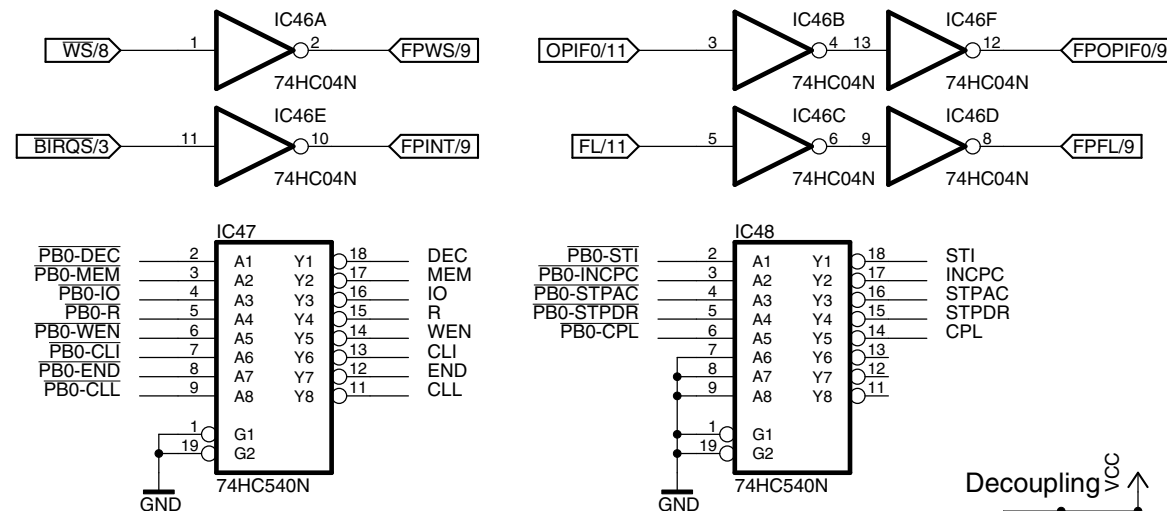 IC46A
WS/8 1 2 FPWS/9
74HC04N
IC46E
BIRQS/3 11 10 FPINT/9
74HC04N
IC46B IC46F
OPIF0/11 3 4 13 12 FPOPIF0/9
74HC04N 74HC04N
IC46C IC46D
FL/11 5 6 9 8 FPFL/9
74HC04N 74HC04N
IC47
PB0-DEC 2 A1 Y1 18 DEC
PB0-MEM 3 A2 Y2 17 MEM
PB0-IO 4 A3 Y3 16 IO
PB0-R 5 A4 Y4 15 R
PB0-WEN 6 A5 Y5 14 WEN
PB0-CLI 7 A6 Y6 13 CLI
PB0-END 8 A7 Y7 12 END
PB0-CLL 9 A8 Y8 11 CLL
1 G1
19 G2
74HC540N
GND
IC48
PB0-STI 2 A1 Y1 18 STI
PB0-INCPC 3 A2 Y2 17 INCPC
PB0-STPAC 4 A3 Y3 16 STPAC
PB0-STPDR 5 A4 Y4 15 STPDR
PB0-CPL 6 A5 Y5 14 CPL
7 A6 Y6 13
8 A7 Y7 12
9 A8 Y8 11
1 G1
19 G2
74HC540N
GND
Decoupling VCC